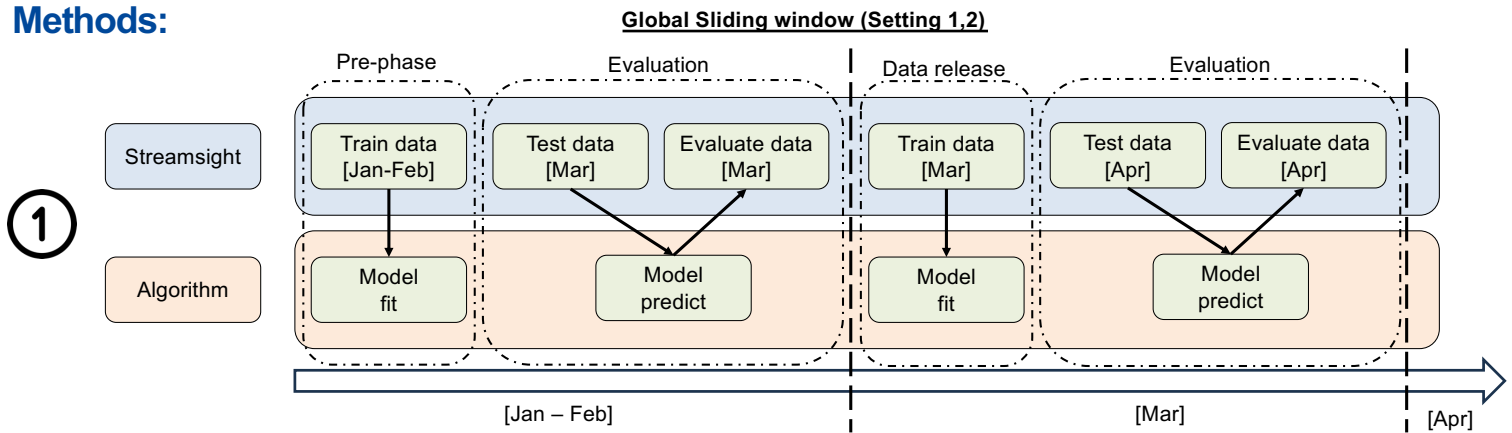 Methods:
Global Sliding window (Setting 1,2)
Pre-phase
Evaluation
Data release
Evaluation
Streamsight
Train data
[Jan-Feb]
Test data
[Mar]
Evaluate data
[Mar]
Train data
[Mar]
Test data
[Apr]
Evaluate data
[Apr]
1
Algorithm
Model
fit
Model
predict
Model
fit
Model
predict
[Jan – Feb]
[Mar]
[Apr]